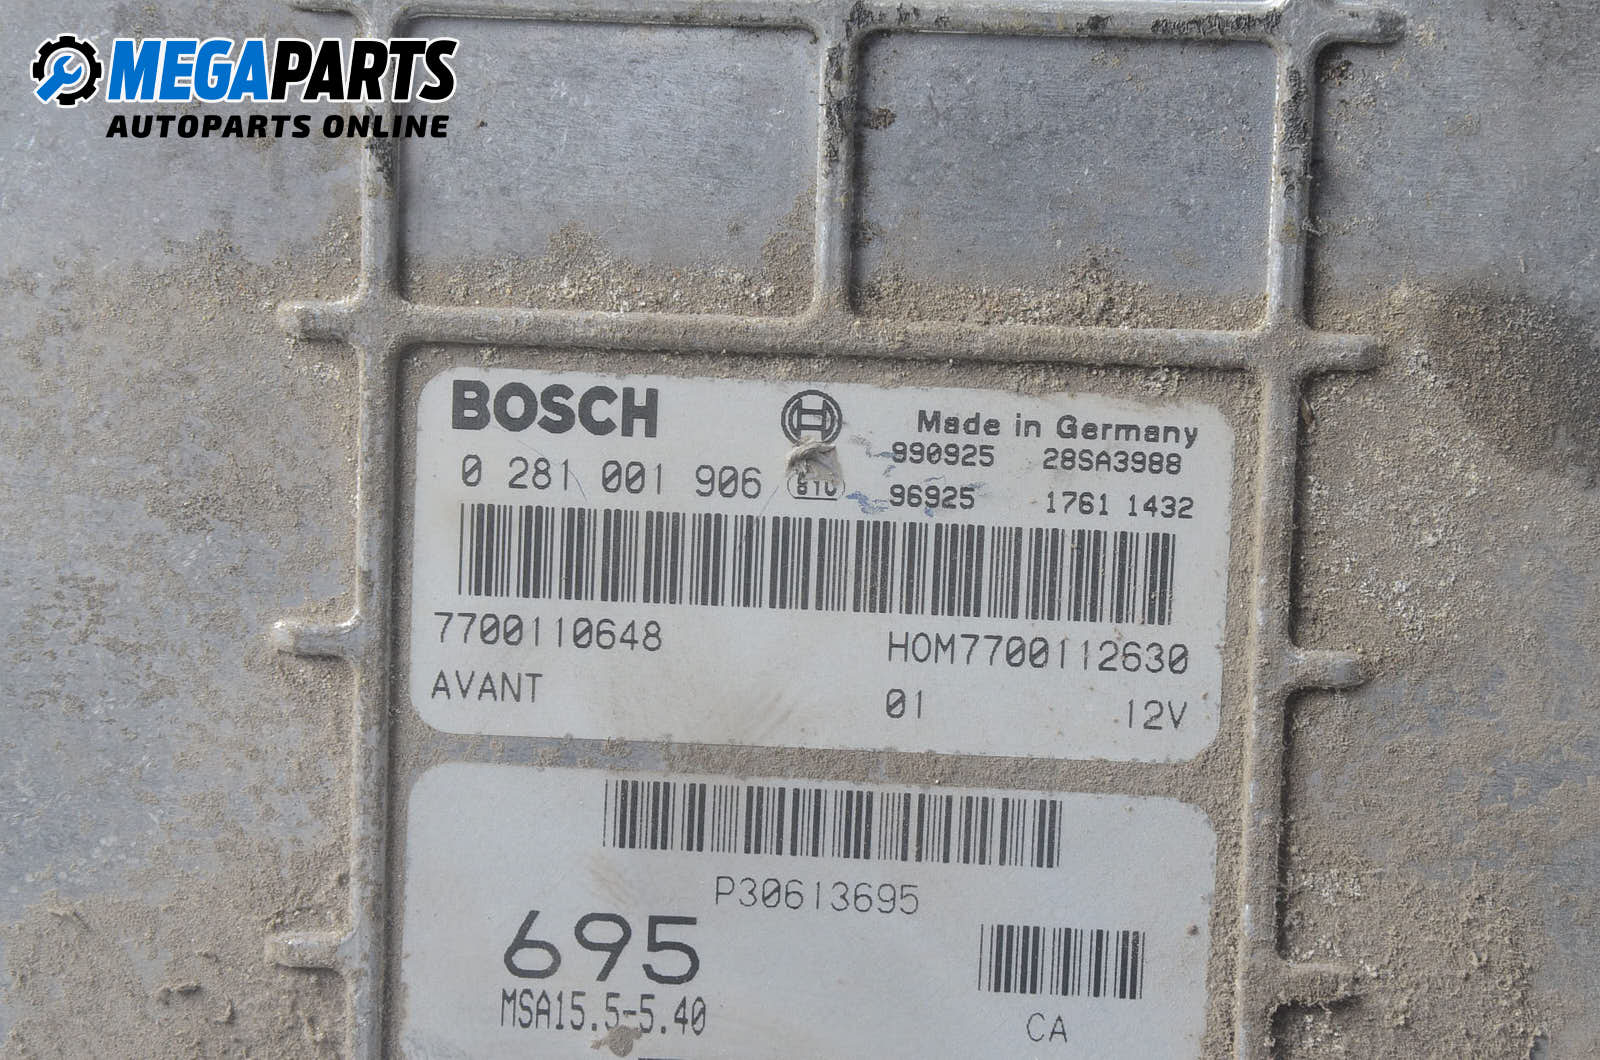 MEGAPARTS
AUTOPARTS ONLINE
BOSCH
Made in Germany
990925 28SA3988
0 281 001 906
96925 1761 1432
7700110648 HOM7700112630
AVANT 01 12V
P30613695
695
MSA15.5-5.40
CA